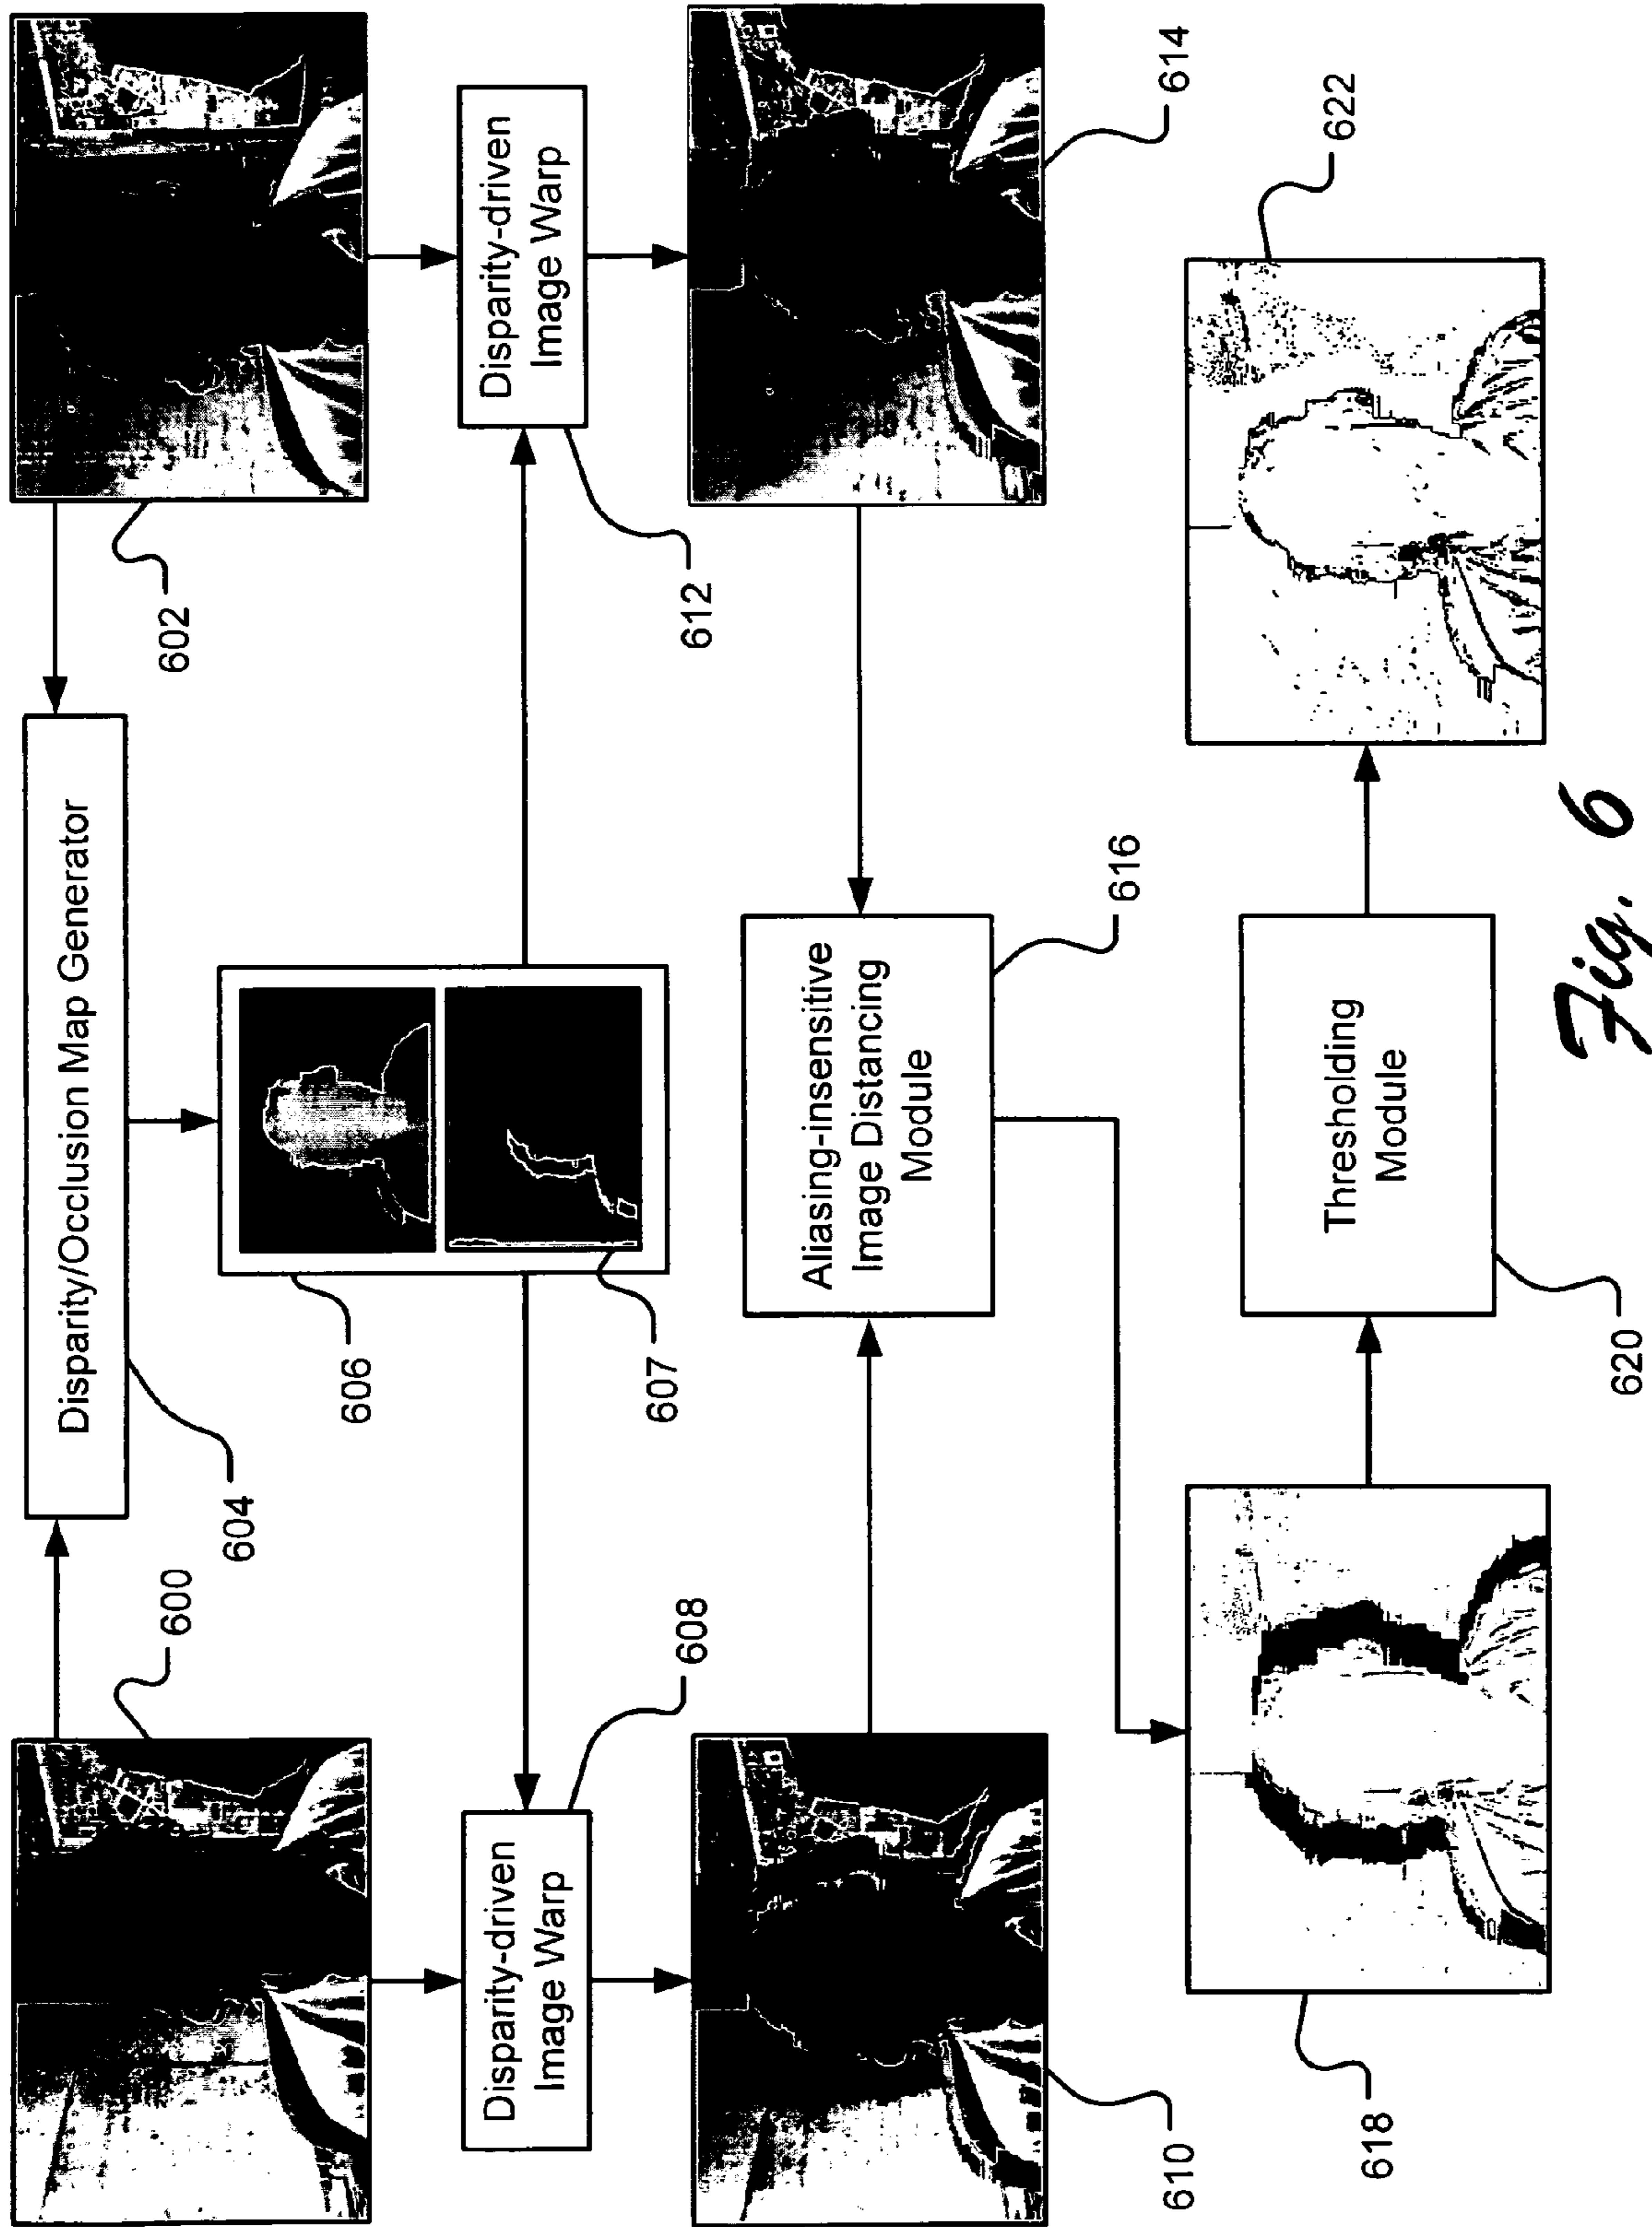 600
Disparity/Occlusion Map Generator
604
602
606
607
Disparity-driven
Image Warp
608
Disparity-driven
Image Warp
612
610
Aliasing-insensitive
Image Distancing
Module
616
614
618
Thresholding
Module
620
622
Fig. 6